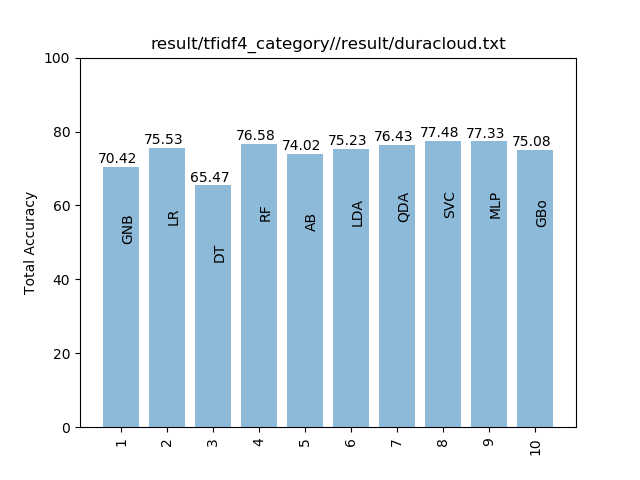 result/tfidf4_category//result/duracloud.txt
Total Accuracy
100
80
60
40
20
0
70.42
75.53
65.47
76.58
74.02
75.23
76.43
77.48
77.33
75.08
GNB
LR
DT
RF
AB
LDA
QDA
SVC
MLP
GBo
1
2
3
4
5
6
7
8
9
10